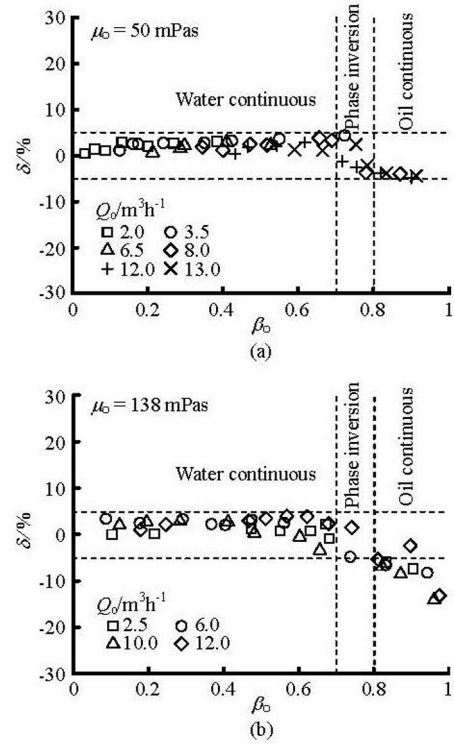 μo = 50 mPas
Water continuous
Phase inversion
Oil continuous
30
20
10
0
-10
-20
-30
δ/%
Qo/m³h⁻¹
2.0 3.5
6.5 8.0
12.0 13.0
0 0.2 0.4 0.6 0.8 1
βo
(a)
μo = 138 mPas
Water continuous
Phase inversion
Oil continuous
30
20
10
0
-10
-20
-30
δ/%
Qo/m³h⁻¹
2.5 6.0
10.0 12.0
0 0.2 0.4 0.6 0.8 1
βo
(b)